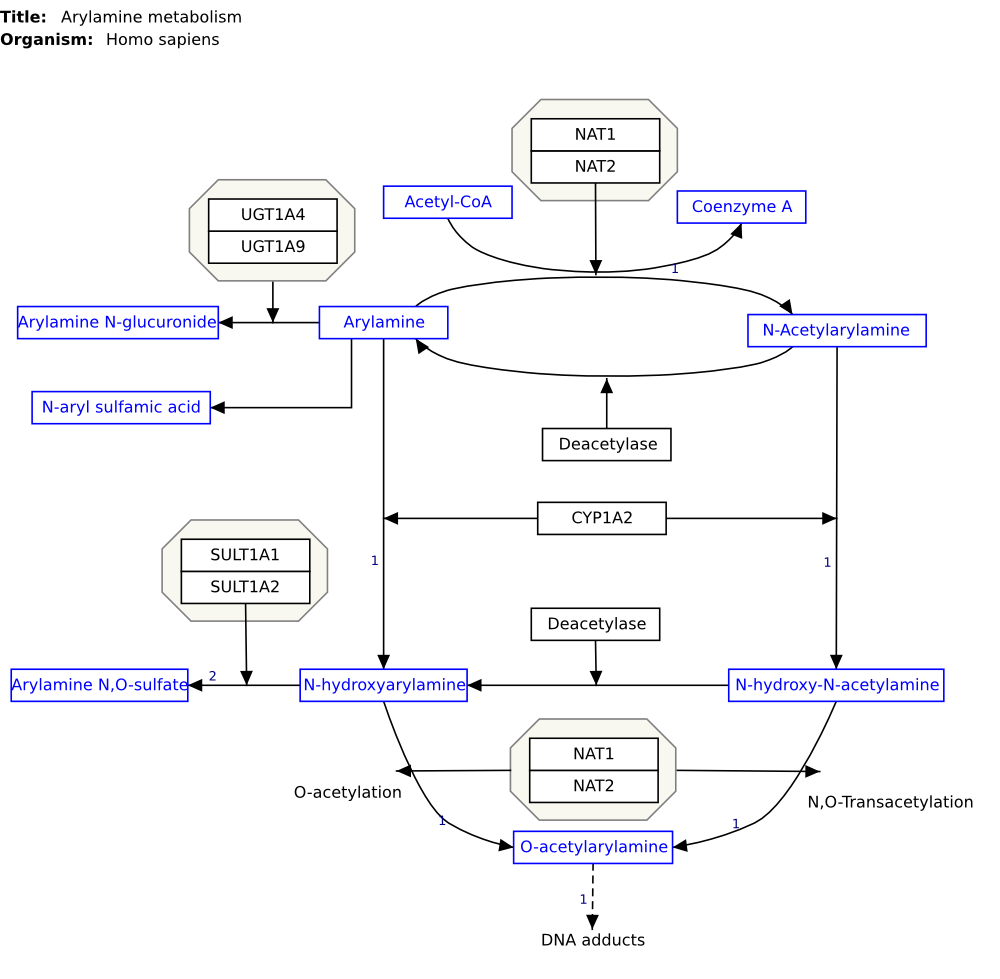 Title: Arylamine metabolism
Organism: Homo sapiens
NAT1
NAT2
Acetyl-CoA
Coenzyme A
UGT1A4
UGT1A9
1
Arylamine N-glucuronide
Arylamine
N-Acetylarylamine
N-aryl sulfamic acid
Deacetylase
CYP1A2
SULT1A1
SULT1A2
1
1
Deacetylase
Arylamine N,O-sulfate
2
N-hydroxyarylamine
N-hydroxy-N-acetylamine
NAT1
NAT2
O-acetylation
N,O-Transacetylation
1
1
O-acetylarylamine
1
DNA adducts